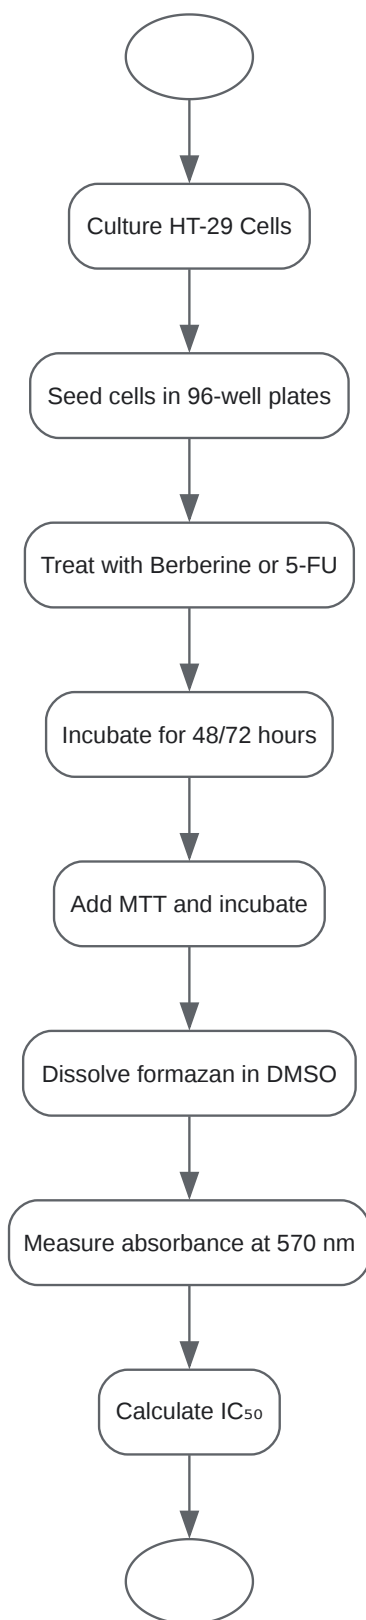 Culture HT-29 Cells
Seed cells in 96-well plates
Treat with Berberine or 5-FU
Incubate for 48/72 hours
Add MTT and incubate
Dissolve formazan in DMSO
Measure absorbance at 570 nm
Calculate IC₅₀